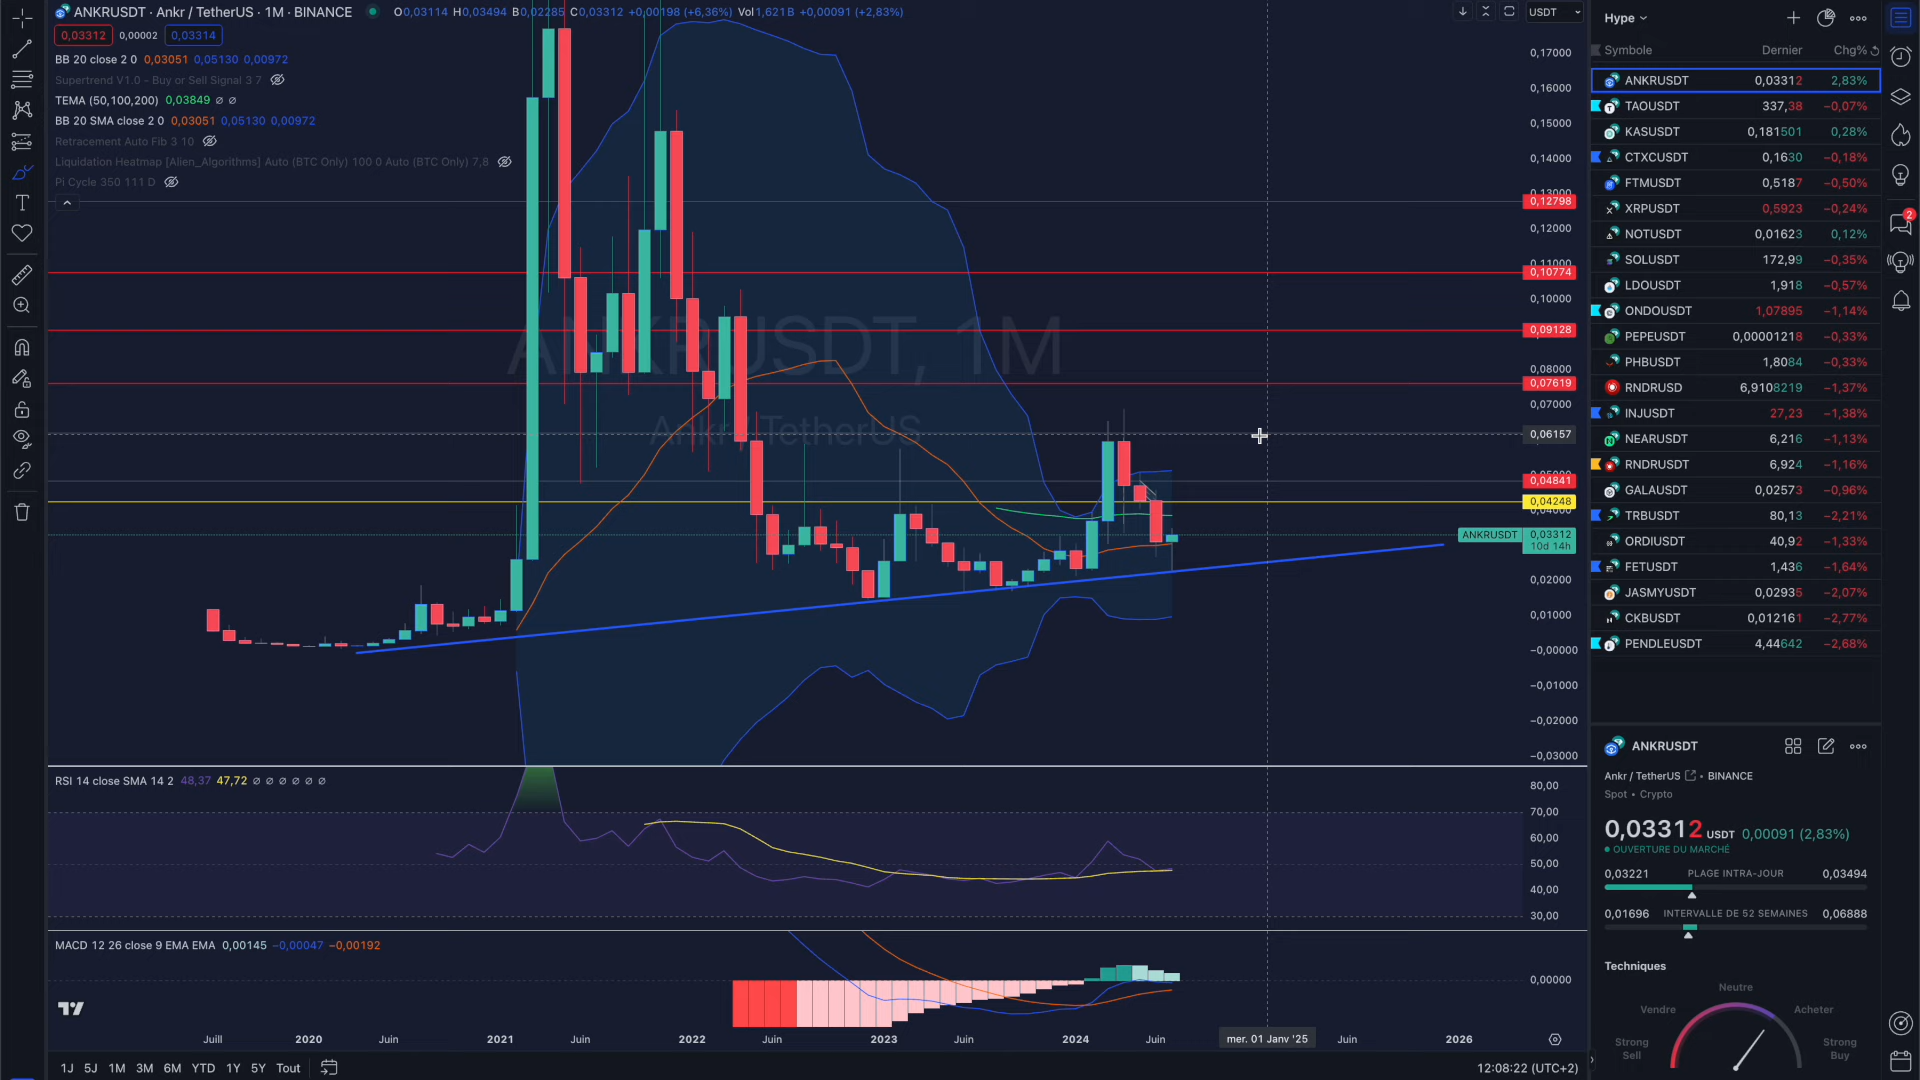 ANKRUSDT · Ankr / TetherUS · 1M · BINANCE O0,03114 H0,03494 B0,02285 C0,03312 +0,00198 (+6,36%) Vol1,621 B +0,00091 (+2,83%)
0,03312 0,00002 0,03314
BB 20 close 2 0 0,03051 0,05130 0,00972
Supertrend V1.0 - Buy or Sell Signal 3 7
TEMA (50,100,200) 0,03849 ∅ ∅
BB 20 SMA close 2 0 0,03051 0,05130 0,00972
Retracement Auto Fib 3 10
Liquidation Heatmap [Alien_Algorithms] Auto (BTC Only) 100 0 Auto (BTC Only) 7,8
Pi Cycle 350 111 D
ANKRUSDT, 1M
Ankr / TetherUS
USDT
0,17000
0,16000
0,15000
0,14000
0,13000
0,12798
0,12000
0,11000
0,10774
0,10000
0,09128
0,08000
0,07619
0,07000
0,06157
0,05000
0,04841
0,04248
0,04000
ANKRUSDT 0,03312
10d 14h
0,02000
0,01000
−0,00000
−0,01000
−0,02000
−0,03000
RSI 14 close SMA 14 2 48,37 47,72 ∅ ∅ ∅ ∅ ∅ ∅
80,00
70,00
60,00
50,00
40,00
30,00
MACD 12 26 close 9 EMA EMA 0,00145 −0,00047 −0,00192
0,00000
Juill 2020 Juin 2021 Juin 2022 Juin 2023 Juin 2024 Juin mer. 01 Janv '25 Juin 2026
1J 5J 1M 3M 6M YTD 1Y 5Y Tout
12:08:22 (UTC+2)
Hype
Symbole Dernier Chg%
ANKRUSDT 0,03312 2,83%
TAOUSDT 337,38 −0,07%
KASUSDT 0,181501 0,28%
CTXCUSDT 0,1630 −0,18%
FTMUSDT 0,5187 −0,50%
XRPUSDT 0,5923 −0,24%
NOTUSDT 0,01623 0,12%
SOLUSDT 172,99 −0,35%
LDOUSDT 1,918 −0,57%
ONDOUSDT 1,07895 −1,14%
PEPEUSDT 0,00001218 −0,33%
PHBUSDT 1,8084 −0,33%
RNDRUSD 6,9108219 −1,37%
INJUSDT 27,23 −1,38%
NEARUSDT 6,216 −1,13%
RNDRUSDT 6,924 −1,16%
GALAUSDT 0,02573 −0,96%
TRBUSDT 80,13 −2,21%
ORDIUSDT 40,92 −1,33%
FETUSDT 1,436 −1,64%
JASMYUSDT 0,02935 −2,07%
CKBUSDT 0,012161 −2,77%
PENDLEUSDT 4,44642 −2,68%
2
ANKRUSDT
Ankr / TetherUS • BINANCE
Spot • Crypto
0,03312 USDT 0,00091 (2,83%)
OUVERTURE DU MARCHÉ
0,03221 PLAGE INTRA-JOUR 0,03494
0,01696 INTERVALLE DE 52 SEMAINES 0,06888
Techniques
Neutre
Vendre Acheter
Strong Sell
Strong Buy